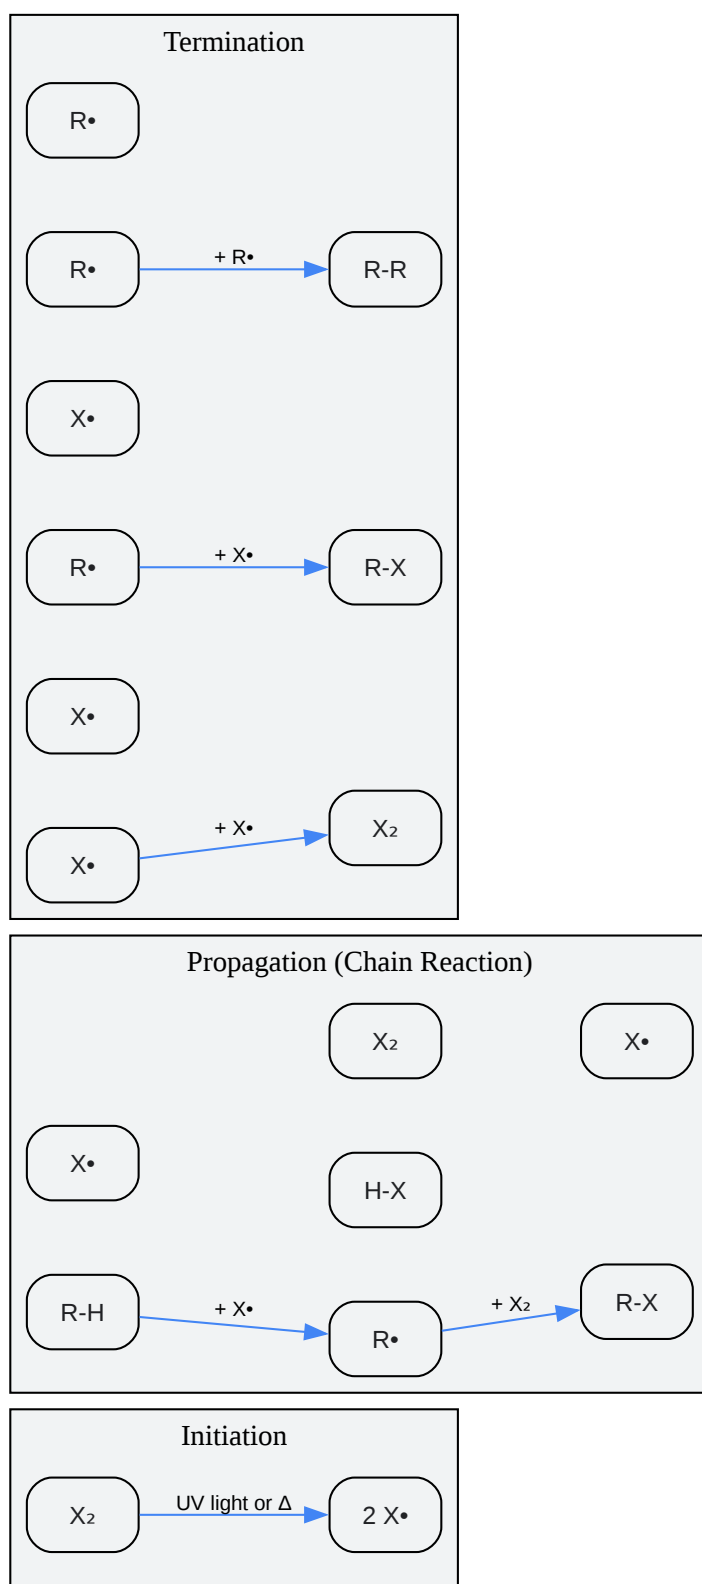 Termination
R•
R•
+ R•
R-R
X•
R•
+ X•
R-X
X•
X•
+ X•
X₂
Propagation (Chain Reaction)
X₂
X•
X•
H-X
R-H
+ X•
R•
+ X₂
R-X
Initiation
X₂
UV light or Δ
2 X•